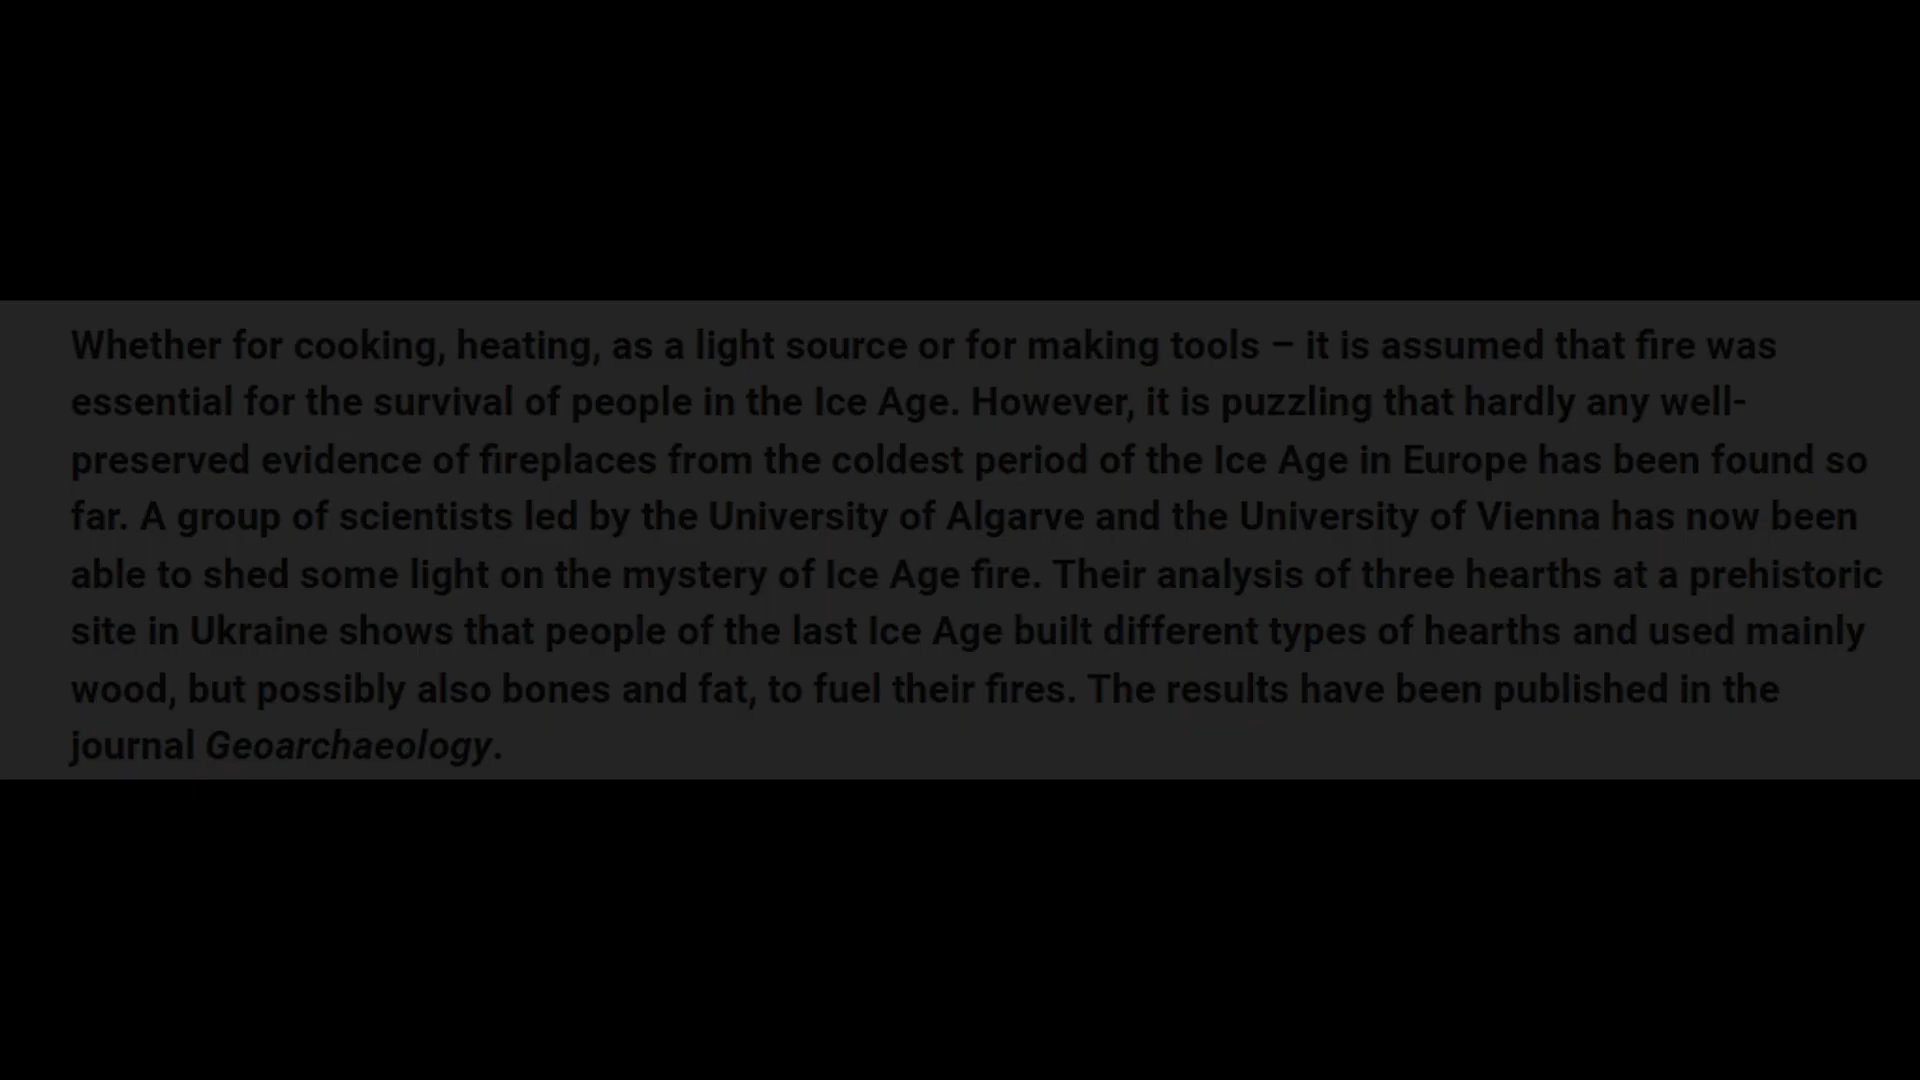 Whether for cooking, heating, as a light source or for making tools – it is assumed that fire was
essential for the survival of people in the Ice Age. However, it is puzzling that hardly any well-
preserved evidence of fireplaces from the coldest period of the Ice Age in Europe has been found so
far. A group of scientists led by the University of Algarve and the University of Vienna has now been
able to shed some light on the mystery of Ice Age fire. Their analysis of three hearths at a prehistoric
site in Ukraine shows that people of the last Ice Age built different types of hearths and used mainly
wood, but possibly also bones and fat, to fuel their fires. The results have been published in the
journal Geoarchaeology.